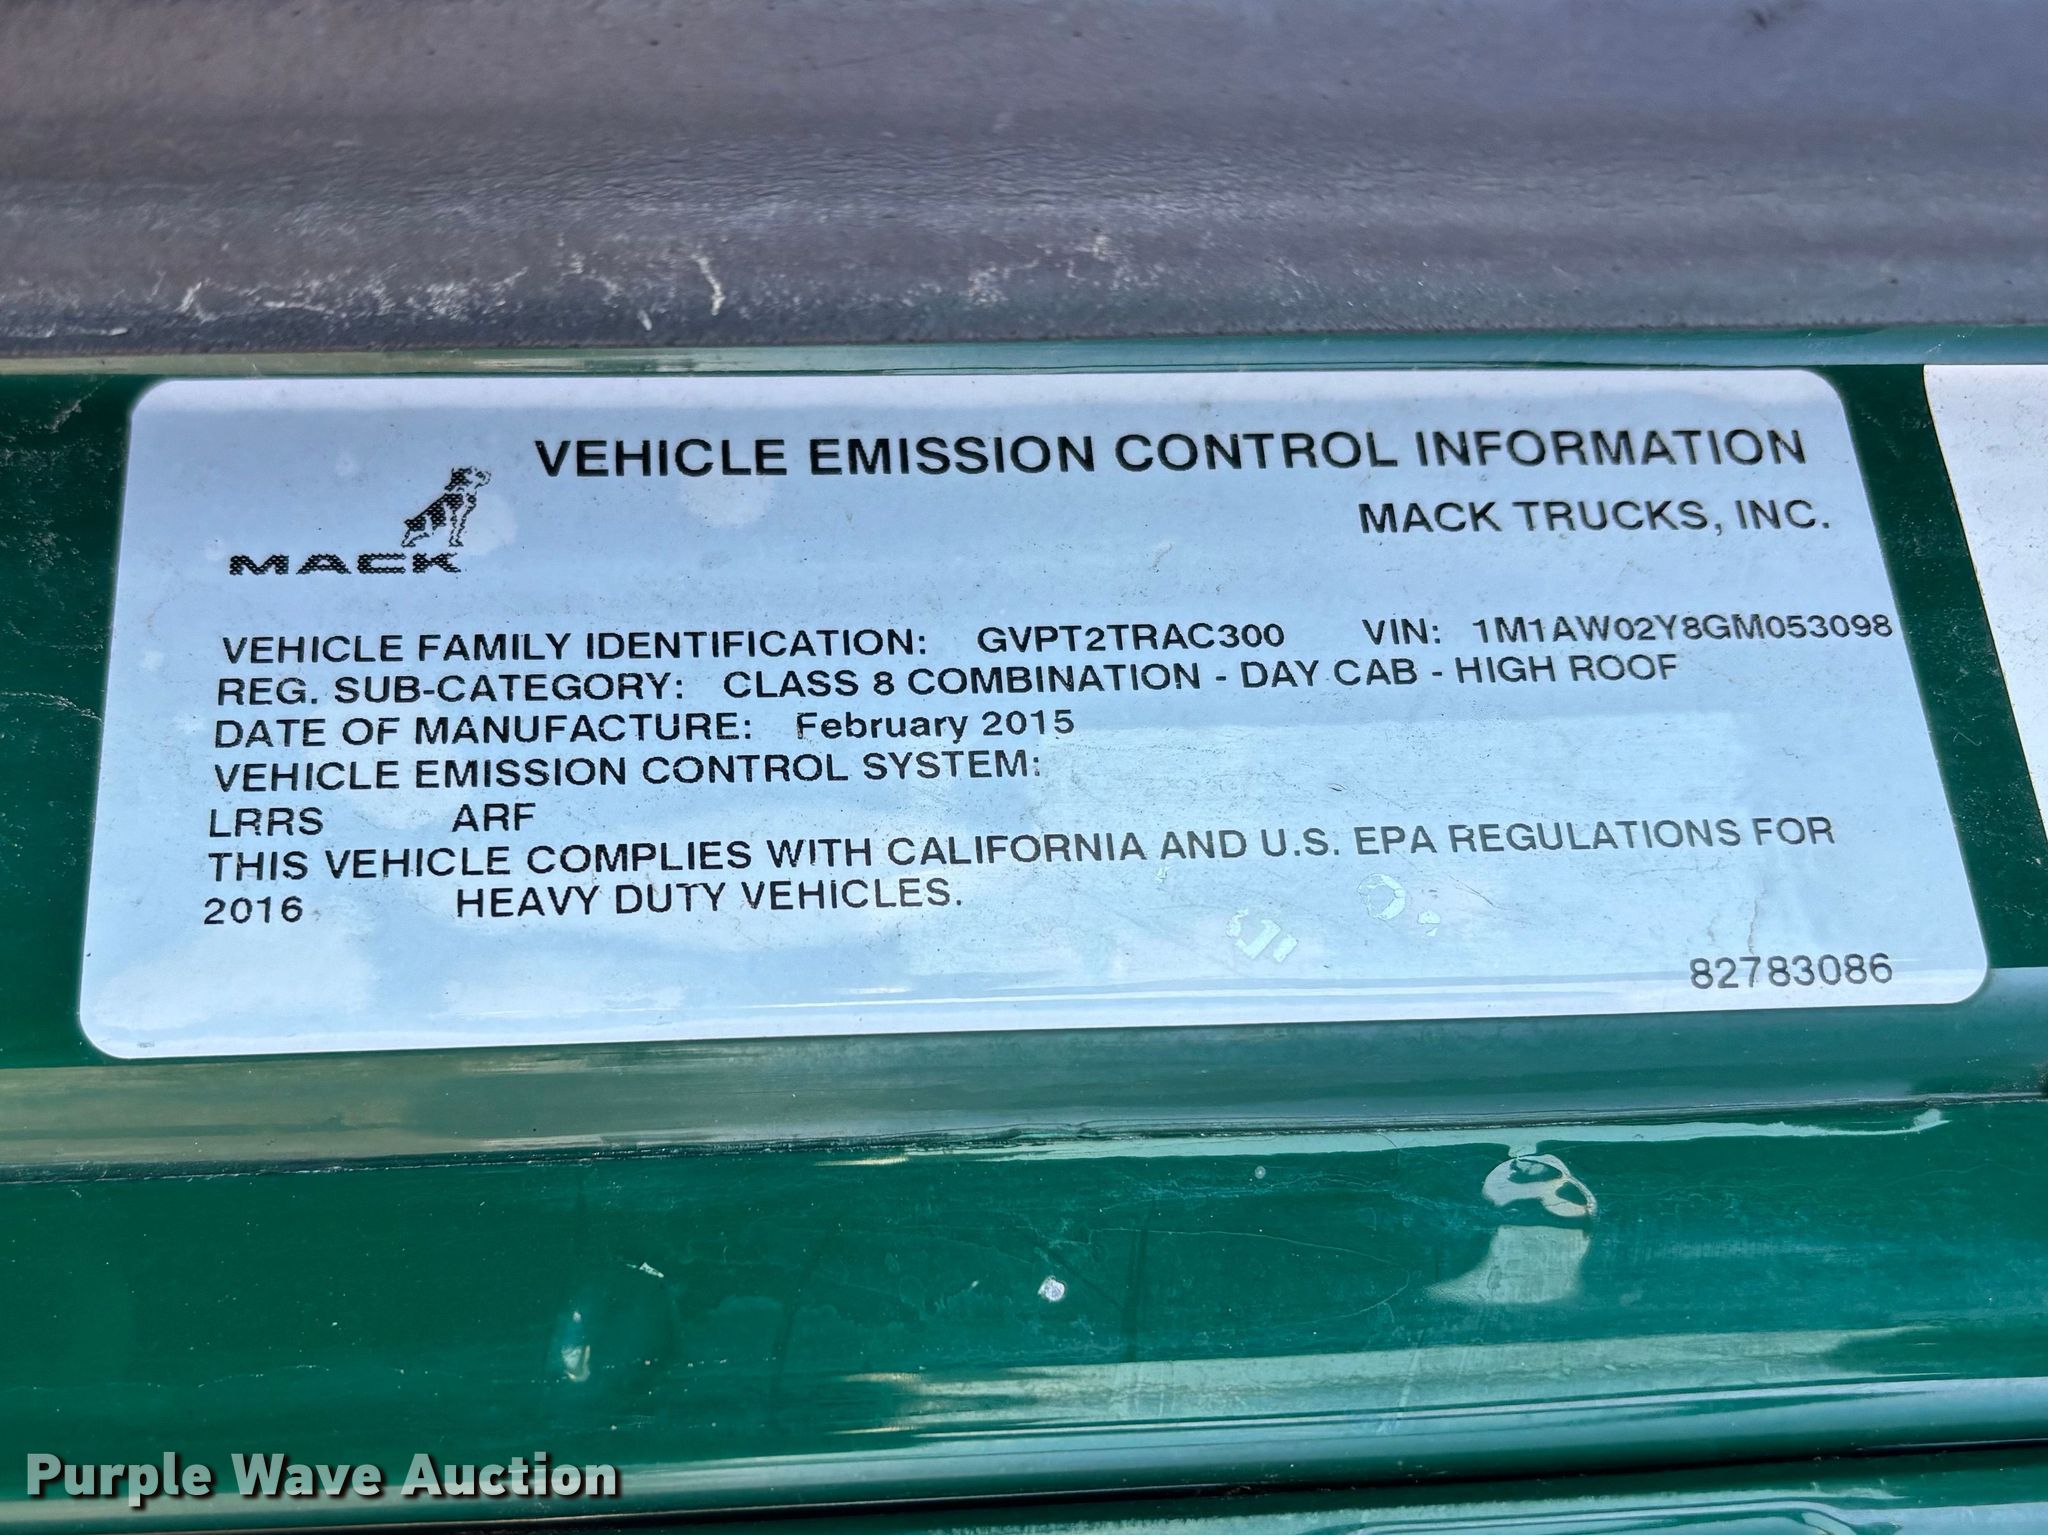 VEHICLE EMISSION CONTROL INFORMATION
MACK TRUCKS, INC.
MACK
VEHICLE FAMILY IDENTIFICATION: GVPT2TRAC300 VIN: 1M1AW02Y8GM053098
REG. SUB-CATEGORY: CLASS 8 COMBINATION - DAY CAB - HIGH ROOF
DATE OF MANUFACTURE: February 2015
VEHICLE EMISSION CONTROL SYSTEM:
LRRS ARF
THIS VEHICLE COMPLIES WITH CALIFORNIA AND U.S. EPA REGULATIONS FOR
2016 HEAVY DUTY VEHICLES.
82783086
Purple Wave Auction